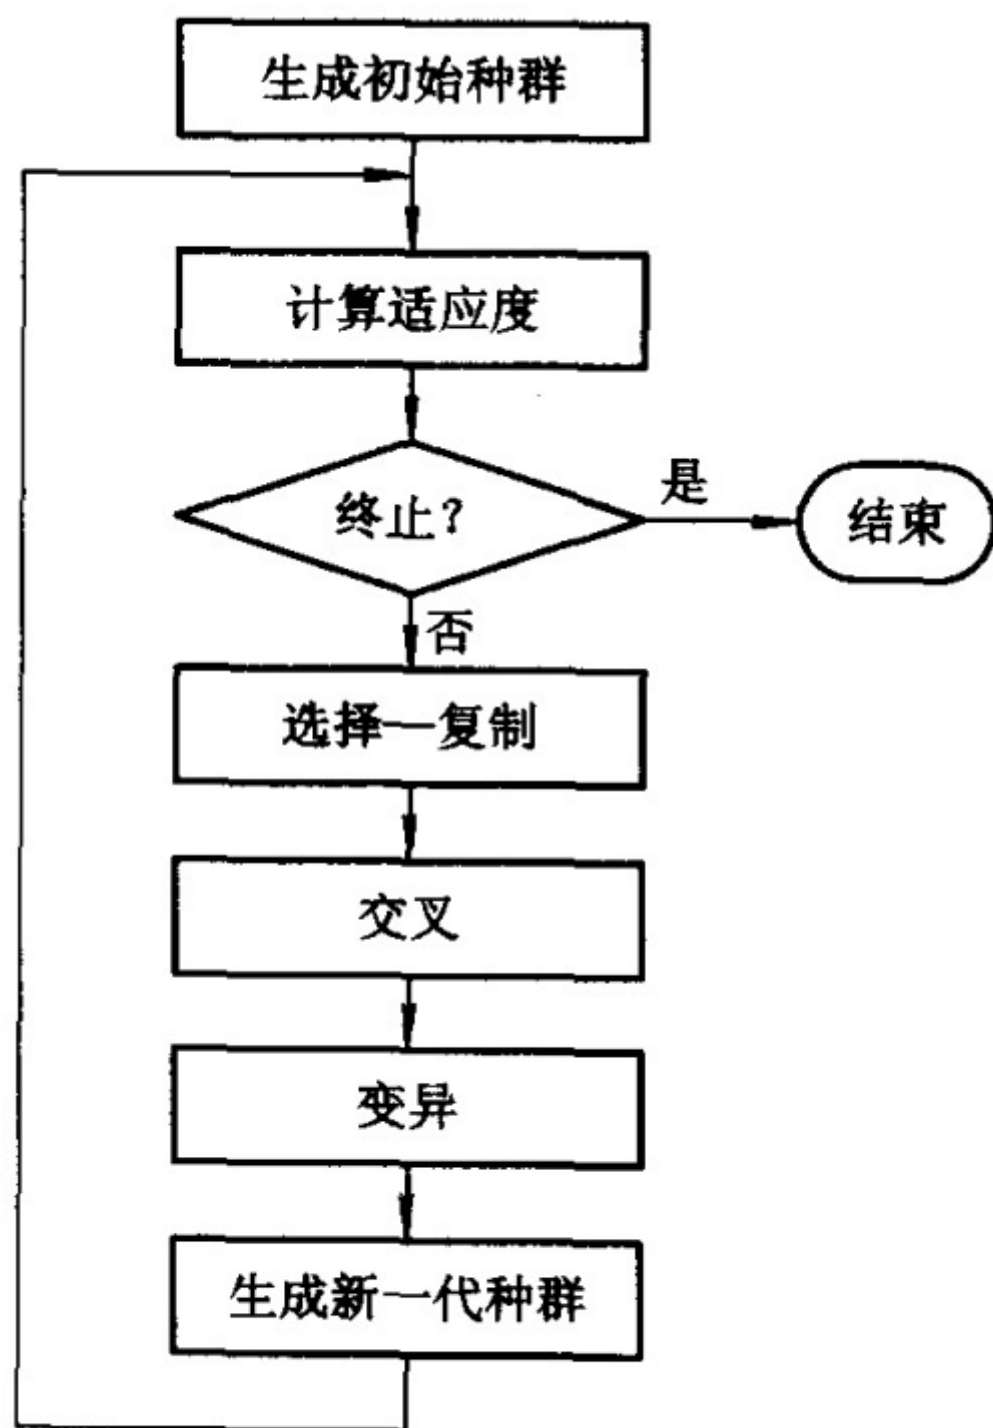 生成初始种群
计算适应度
终止？
是
结束
否
选择—复制
交叉
变异
生成新一代种群